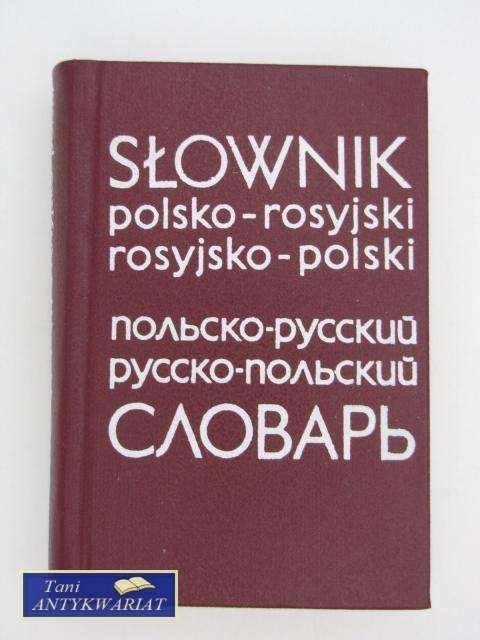 SŁOWNIK
polsko-rosyjski
rosyjsko-polski
польско-русский
русско-польский
СЛОВАРЬ
Tani
ANTYKWARIAT